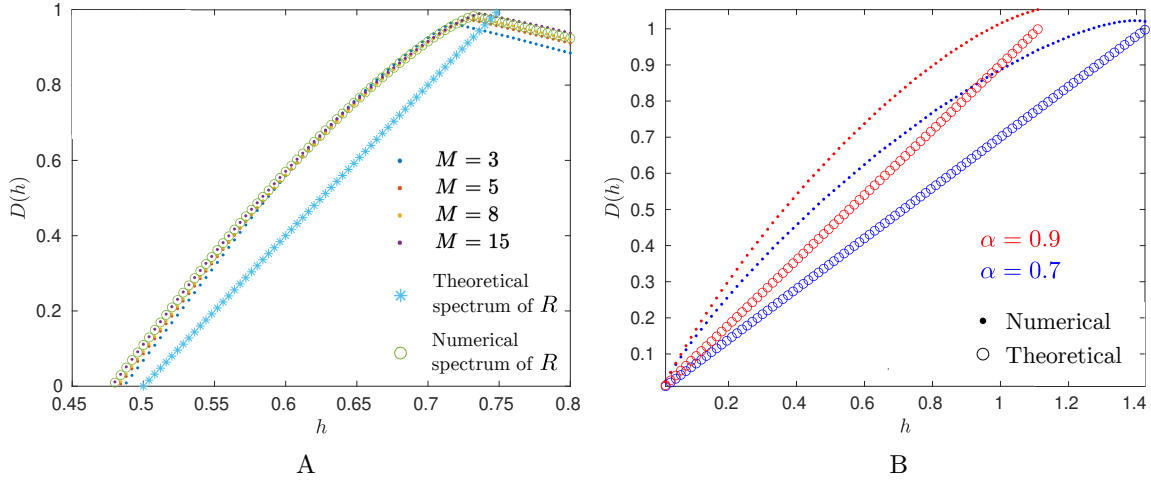 1
0.8
0.6
0.4
0.2
0
D(h)
0.45
0.5
0.55
0.6
0.65
0.7
0.75
0.8
h
M = 3
M = 5
M = 8
M = 15
Theoretical
spectrum of R
Numerical
spectrum of R
A
1
0.9
0.8
0.7
0.6
0.5
0.4
0.3
0.2
0.1
D(h)
0.2
0.4
0.6
0.8
1
1.2
1.4
h
α = 0.9
α = 0.7
Numerical
Theoretical
B